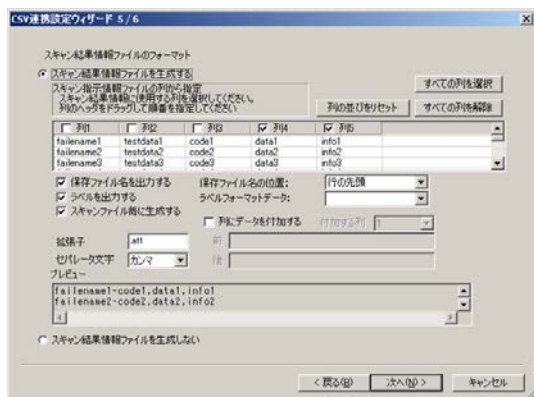 CSV連携設定ウィザード 5/6
スキャン結果情報ファイルのフォーマット
スキャン結果情報ファイルを生成する
スキャン指示情報ファイルの列から指定
スキャン結果情報に使用する列を選択してください。
列のヘッダをドラッグして順番を指定してください
すべての列を選択
列の並びをリセット すべての列を解除
列1 列2 列3 列4 列5
failename1 testdata1 code1 data1 info1
failename2 testdata2 code2 data2 info2
failename3 testdata3 code3 data3 info3
保存ファイル名を出力する 保存ファイル名の位置: 行の先頭
ラベルを出力する ラベルフォーマットデータ:
スキャンファイル毎に生成する
列にデータを付加する 付加する列 1
拡張子 .att 前
セパレータ文字 カンマ 後
プレビュー
failename1-code1,data1,info1
failename2-code2,data2,info2
スキャン結果情報ファイルを生成しない
< 戻る(B) 次へ(N) > キャンセル